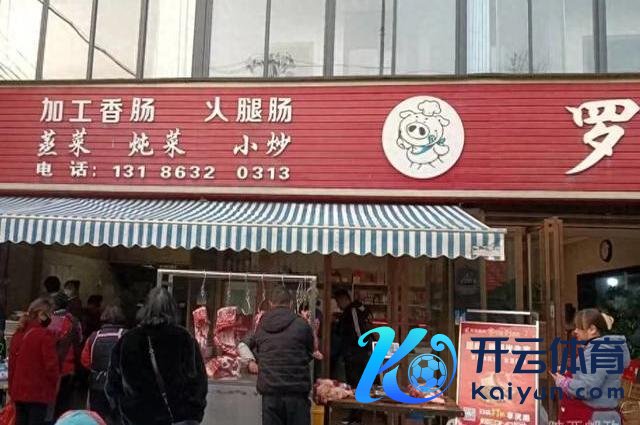 加工香肠 火腿肠
蒸菜 炖菜 小炒
电话:131 8632 0313
罗
开云体育
Kaiyun.com